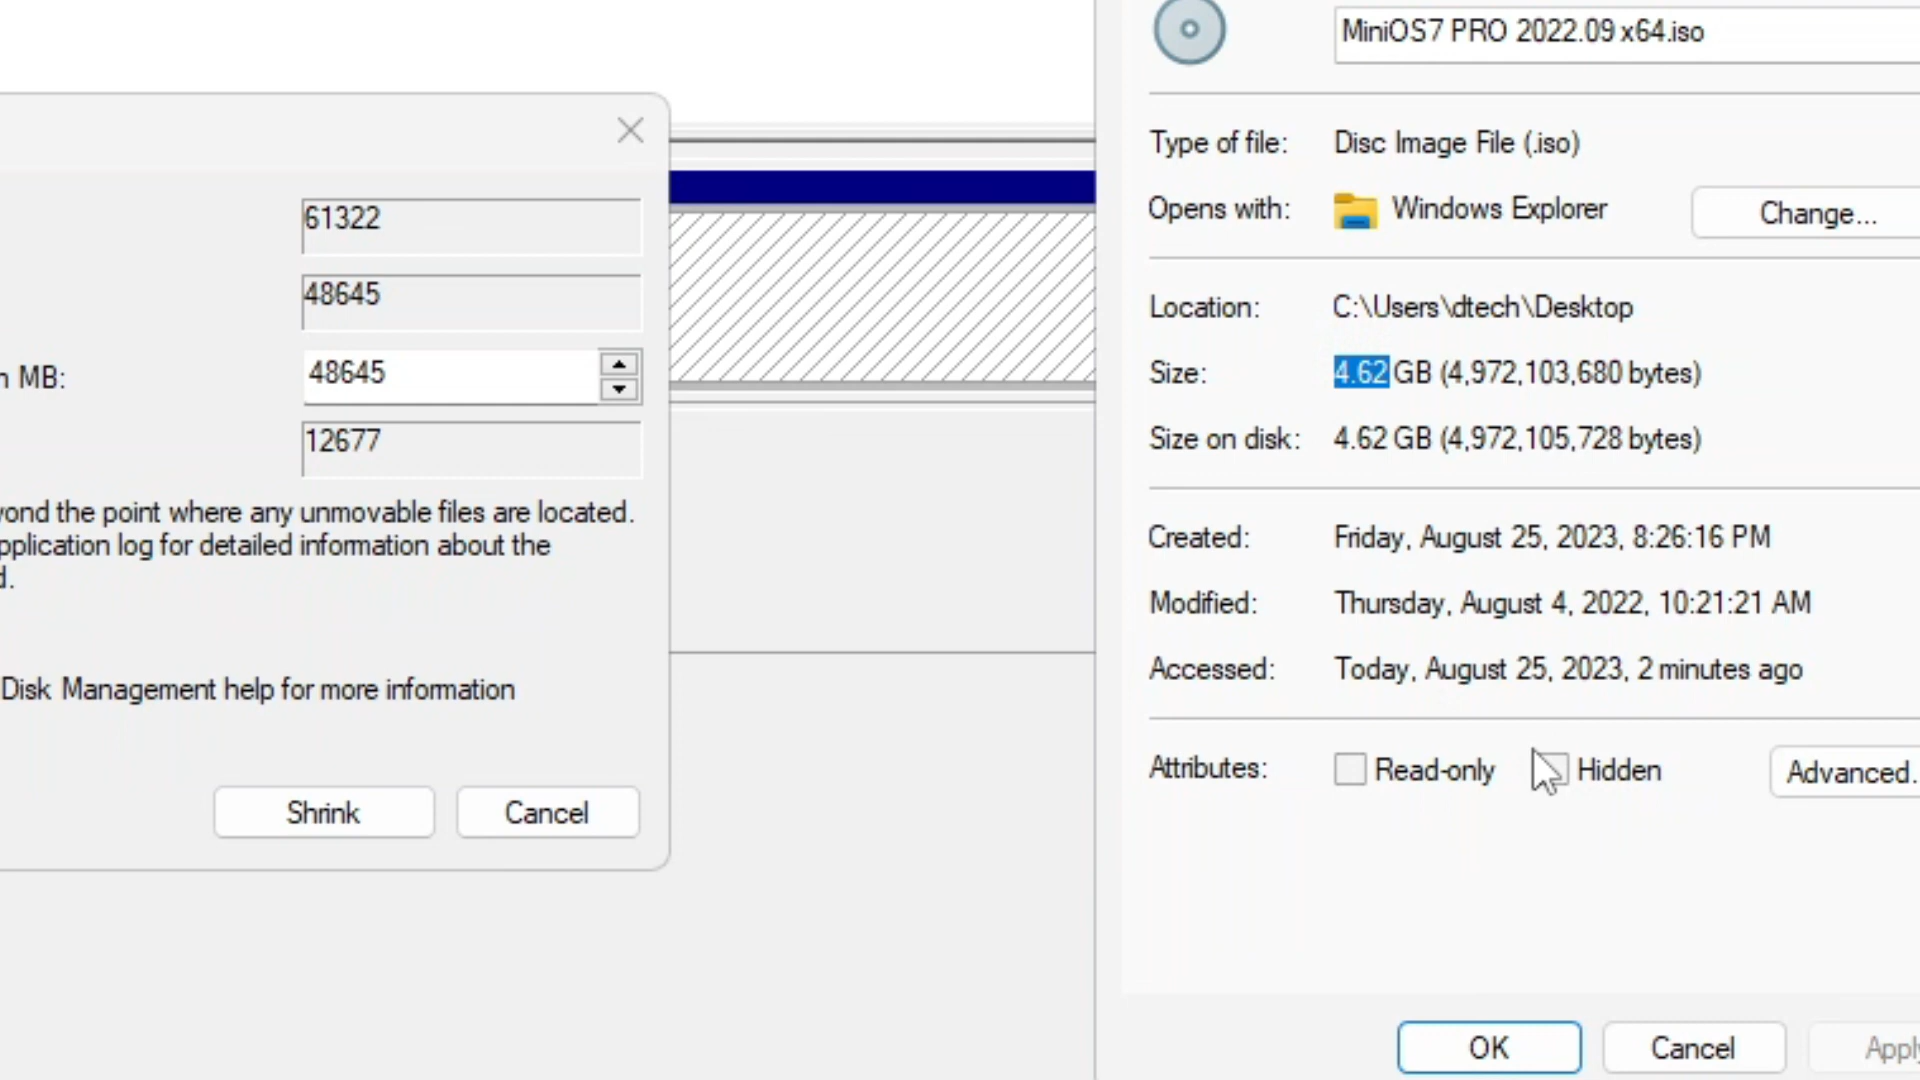 61322
48645
n MB:
48645
12677
yond the point where any unmovable files are located.
pplication log for detailed information about the
d.
Disk Management help for more information
Shrink
Cancel
MiniOS7 PRO 2022.09 x64.iso
Type of file: Disc Image File (.iso)
Opens with: Windows Explorer Change...
Location: C:\Users\dtech\Desktop
Size: 4.62 GB (4,972,103,680 bytes)
Size on disk: 4.62 GB (4,972,105,728 bytes)
Created: Friday, August 25, 2023, 8:26:16 PM
Modified: Thursday, August 4, 2022, 10:21:21 AM
Accessed: Today, August 25, 2023, 2 minutes ago
Attributes: Read-only Hidden Advanced.
OK Cancel Apply